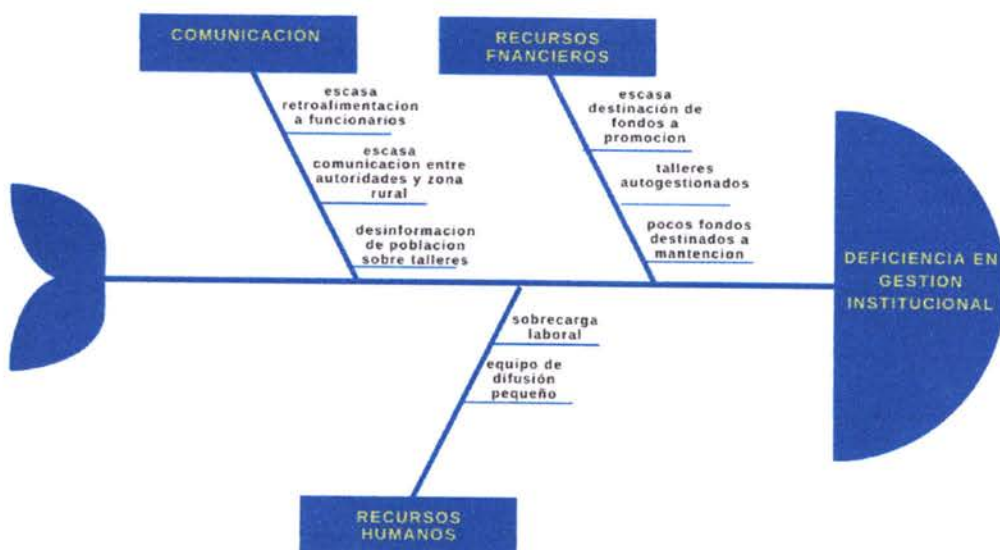 COMUNICACION
RECURSOS
FNANCIEROS
escasa
retroalimentacion
a funcionarios
escasa
comunicacion entre
autoridades y zona
rural
desinformacion
de poblacion
sobre talleres
escasa
destinación de
fondos a
promocion
talleres
autogestionados
pocos fondos
destinados a
mantencion
DEFICIENCIA EN
GESTION
INSTITUCIONAL
sobrecarga
laboral
equipo de
difusión
pequeño
RECURSOS
HUMANOS